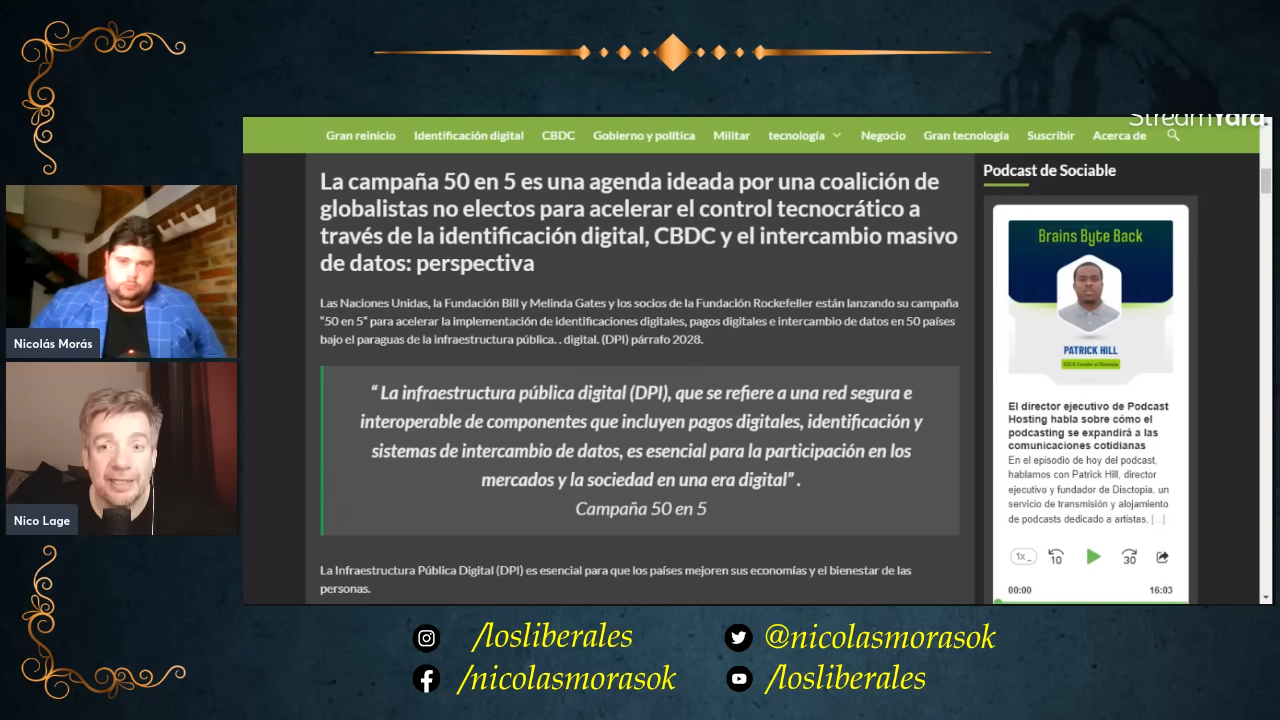 StreamYard
Gran reinicio Identificación digital CBDC Gobierno y política Militar tecnología Negocio Gran tecnología Suscribir Acerca de
La campaña 50 en 5 es una agenda ideada por una coalición de
globalistas no electos para acelerar el control tecnocrático a
través de la identificación digital, CBDC y el intercambio masivo
de datos: perspectiva
Las Naciones Unidas, la Fundación Bill y Melinda Gates y los socios de la Fundación Rockefeller están lanzando su campaña
“50 en 5” para acelerar la implementación de identificaciones digitales, pagos digitales e intercambio de datos en 50 países
bajo el paraguas de la infraestructura pública. . digital. (DPI) párrafo 2028.
“ La infraestructura pública digital (DPI), que se refiere a una red segura e
interoperable de componentes que incluyen pagos digitales, identificación y
sistemas de intercambio de datos, es esencial para la participación en los
mercados y la sociedad en una era digital” .
Campaña 50 en 5
La Infraestructura Pública Digital (DPI) es esencial para que los países mejoren sus economías y el bienestar de las
personas.
Podcast de Sociable
Brains Byte Back
PATRICK HILL
El director ejecutivo de Podcast
Hosting habla sobre cómo el
podcasting se expandirá a las
comunicaciones cotidianas
En el episodio de hoy del podcast,
hablamos con Patrick Hill, director
ejecutivo y fundador de Disctopia, un
servicio de transmisión y alojamiento
de podcasts dedicado a artistas, [...]
1x 10 30
00:00 16:03
Nicolás Morás
Nico Lage
/losliberales @nicolasmorasok
/nicolasmorasok /losliberales